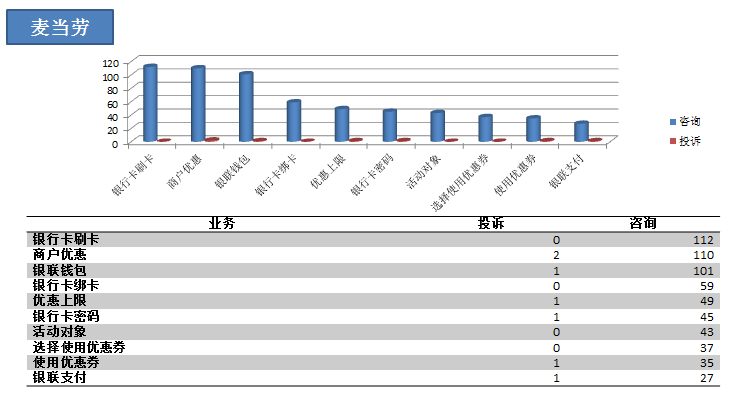 麦当劳
120
100
80
60
40
20
0
咨询
投诉
银行卡刷卡
商户优惠
银联钱包
银行卡绑卡
优惠上限
银行卡密码
活动对象
选择使用优惠券
使用优惠券
银联支付
业务 投诉 咨询
银行卡刷卡 0 112
商户优惠 2 110
银联钱包 1 101
银行卡绑卡 0 59
优惠上限 1 49
银行卡密码 1 45
活动对象 0 43
选择使用优惠券 0 37
使用优惠券 1 35
银联支付 1 27